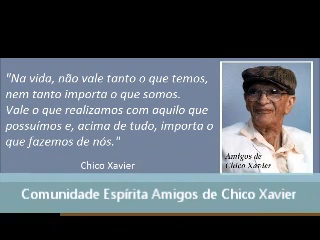 "Na vida, não vale tanto o que temos,
nem tanto importa o que somos.
Vale o que realizamos com aquilo que
possuímos e, acima de tudo, importa o
que fazemos de nós."
Chico Xavier
Amigos de
Chico Xavier
Comunidade Espírita Amigos de Chico Xavier